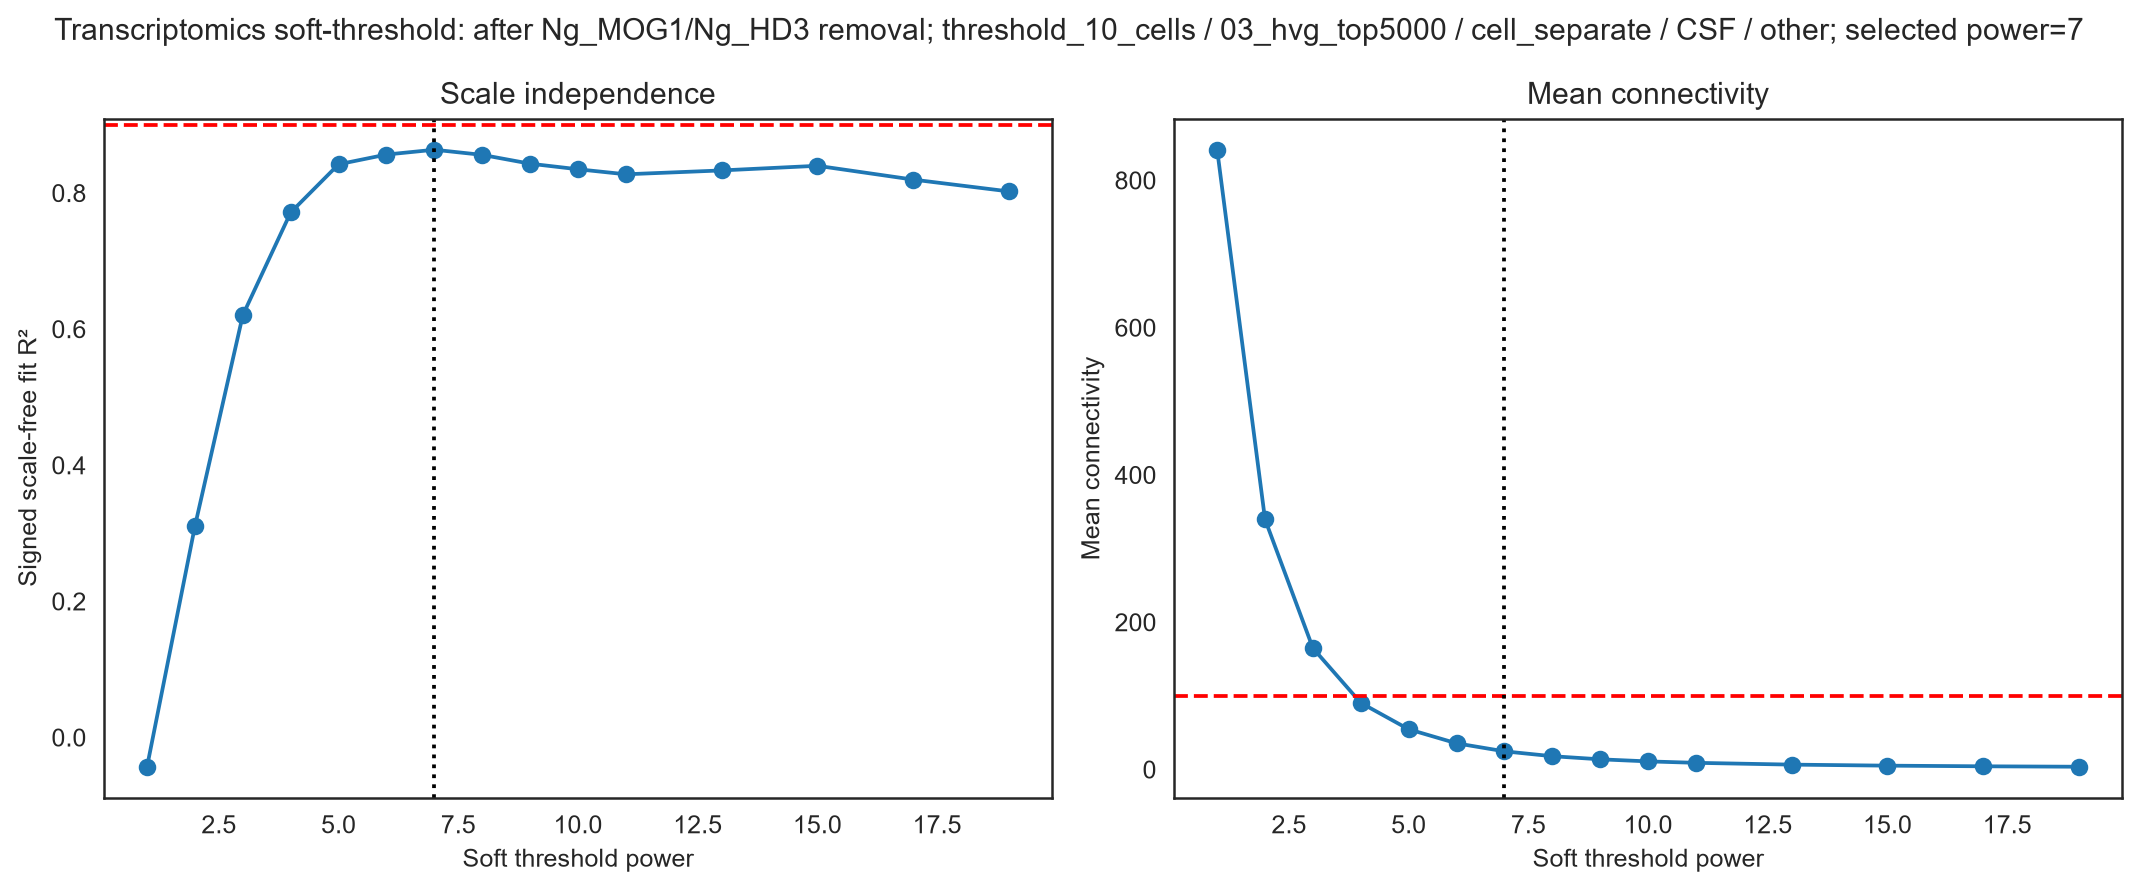 Transcriptomics soft-threshold: after Ng_MOG1/Ng_HD3 removal; threshold_10_cells / 03_hvg_top5000 / cell_separate / CSF / other; selected power=7
Scale independence
Signed scale-free fit R²
0.8
0.6
0.4
0.2
0.0
2.5 5.0 7.5 10.0 12.5 15.0 17.5
Soft threshold power
Mean connectivity
Mean connectivity
800
600
400
200
0
2.5 5.0 7.5 10.0 12.5 15.0 17.5
Soft threshold power